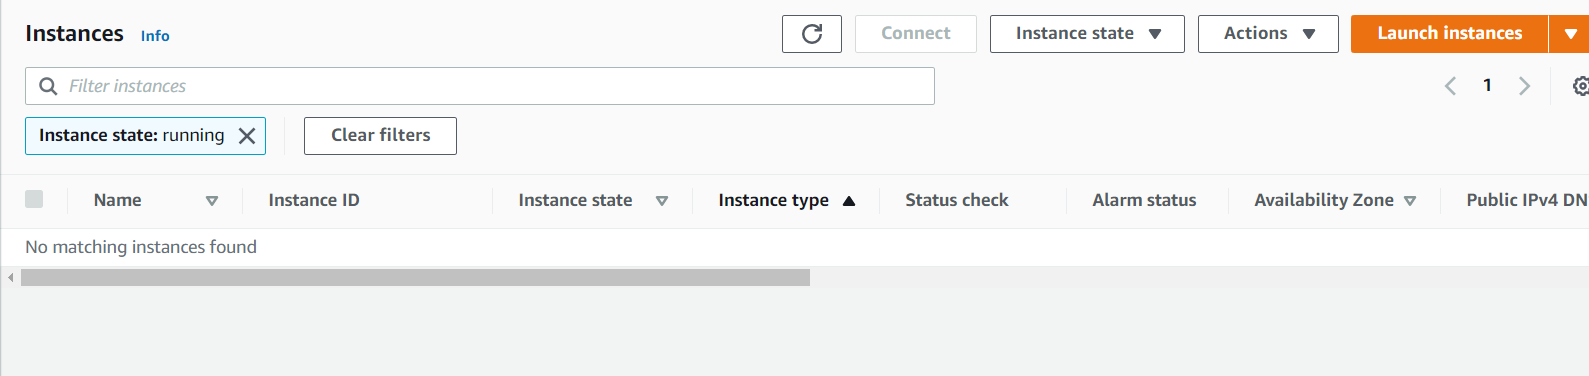 Instances Info Connect Instance state Actions Launch instances
Filter instances 1
Instance state: running Clear filters
Name Instance ID Instance state Instance type Status check Alarm status Availability Zone Public IPv4 DN
No matching instances found